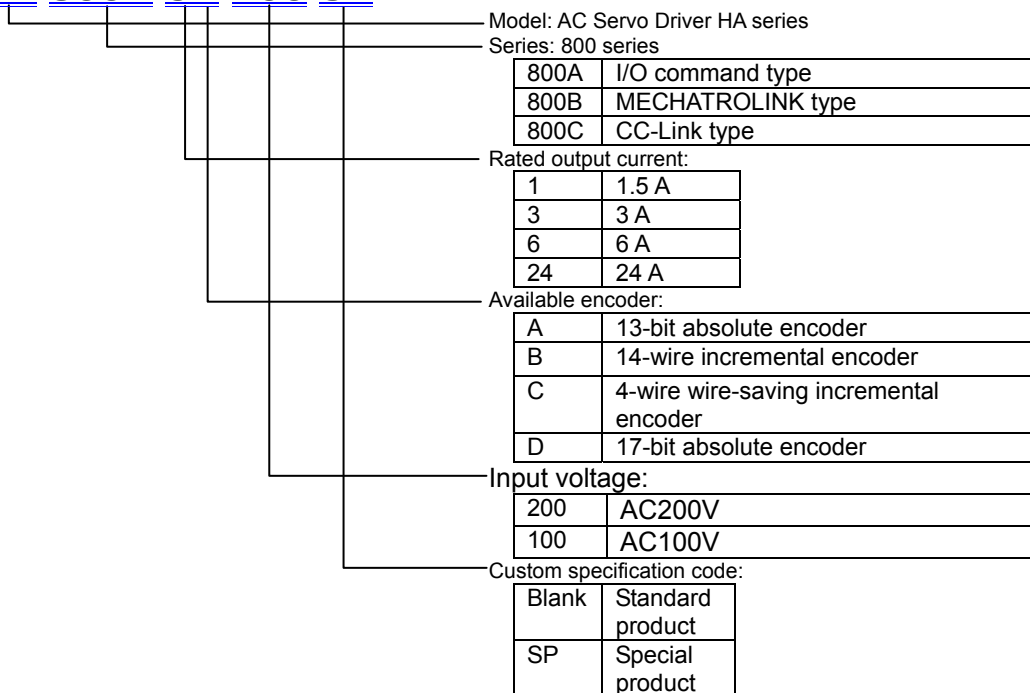 Model: AC Servo Driver HA series
Series: 800 series
800A I/O command type
800B MECHATROLINK type
800C CC-Link type
Rated output current:
1 1.5 A
3 3 A
6 6 A
24 24 A
Available encoder:
A 13-bit absolute encoder
B 14-wire incremental encoder
C 4-wire wire-saving incremental
encoder
D 17-bit absolute encoder
Input voltage:
200 AC200V
100 AC100V
Custom specification code:
Blank Standard
product
SP Special
product